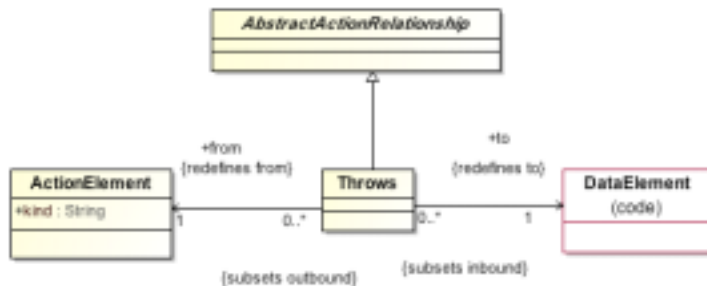 AbstractActionRelationship
+from
{redefines from}
+to
{redefines to}
ActionElement
+kind : String
Throws
DataElement
(code)
1
0..*
0..*
1
{subsets outbound}
{subsets inbound}